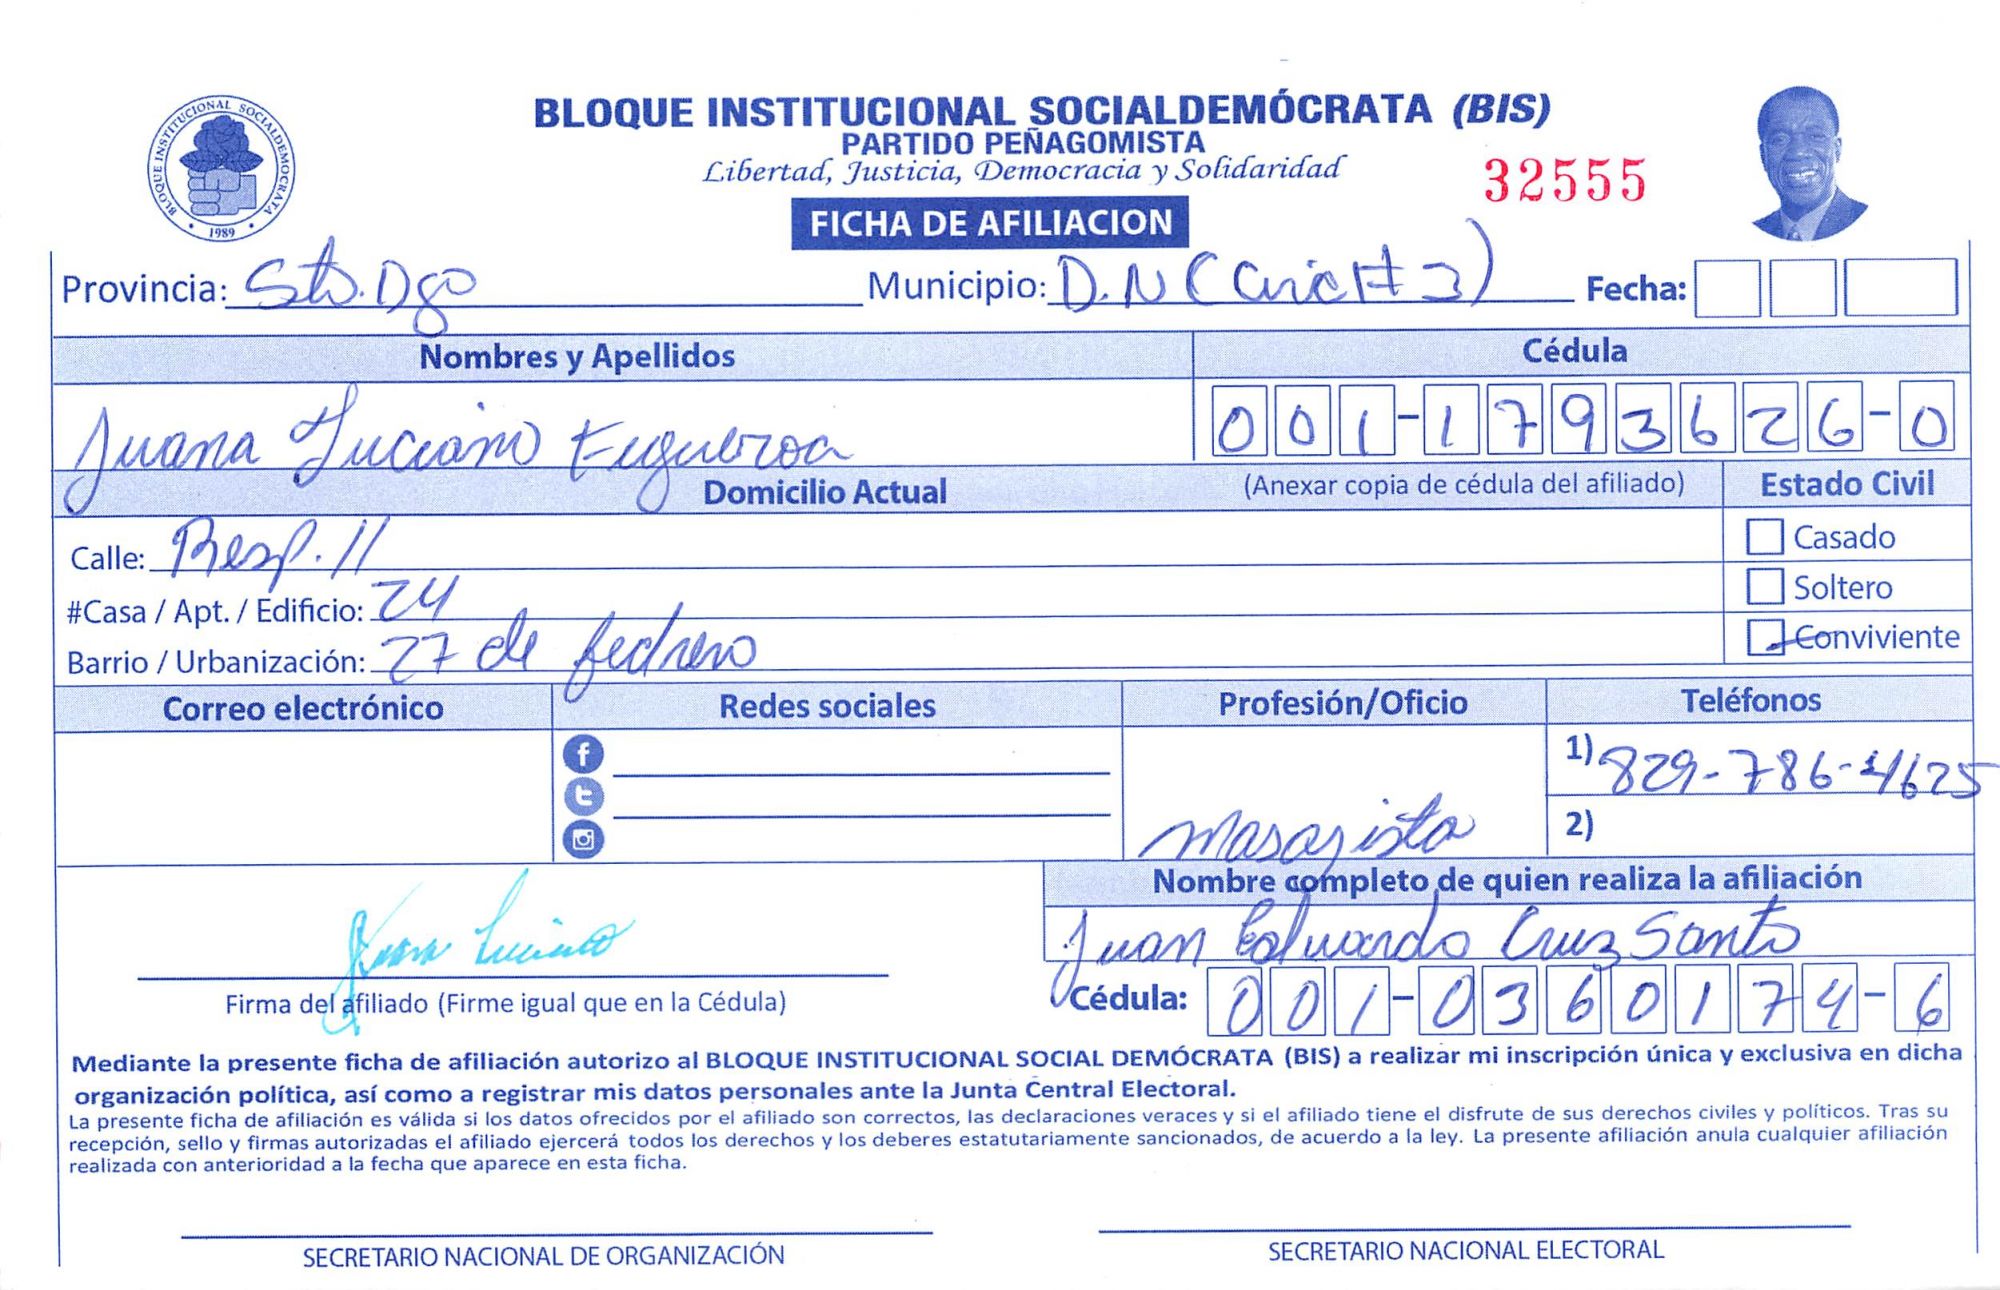 BLOQUE INSTITUCIONAL SOCIALDEMOCRATA
1989
BLOQUE INSTITUCIONAL SOCIALDEMÓCRATA (BIS)
PARTIDO PEÑAGOMISTA
Libertad, Justicia, Democracia y Solidaridad
32555
FICHA DE AFILIACION
Provincia: Sto. Dgo Municipio: D.N ( # 3) Fecha:
Nombres y Apellidos Cédula
Juana Luciano Figueroa 001-1793626-0
Domicilio Actual (Anexar copia de cédula del afiliado) Estado Civil
Calle: Resp. 11 Casado
#Casa / Apt. / Edificio: 24 Soltero
Barrio / Urbanización: 27 de fedrero Conviviente
Correo electrónico Redes sociales Profesión/Oficio Teléfonos
1) 829-786-4625
masajista 2)
Nombre completo de quien realiza la afiliación
Juan Eduardo Cruz Santo
Juana Luciano
Firma del afiliado (Firme igual que en la Cédula) Cédula: 001-0360174-6
Mediante la presente ficha de afiliación autorizo al BLOQUE INSTITUCIONAL SOCIAL DEMÓCRATA (BIS) a realizar mi inscripción única y exclusiva en dicha
organización política, así como a registrar mis datos personales ante la Junta Central Electoral.
La presente ficha de afiliación es válida si los datos ofrecidos por el afiliado son correctos, las declaraciones veraces y si el afiliado tiene el disfrute de sus derechos civiles y políticos. Tras su
recepción, sello y firmas autorizadas el afiliado ejercerá todos los derechos y los deberes estatutariamente sancionados, de acuerdo a la ley. La presente afiliación anula cualquier afiliación
realizada con anterioridad a la fecha que aparece en esta ficha.
SECRETARIO NACIONAL DE ORGANIZACIÓN SECRETARIO NACIONAL ELECTORAL